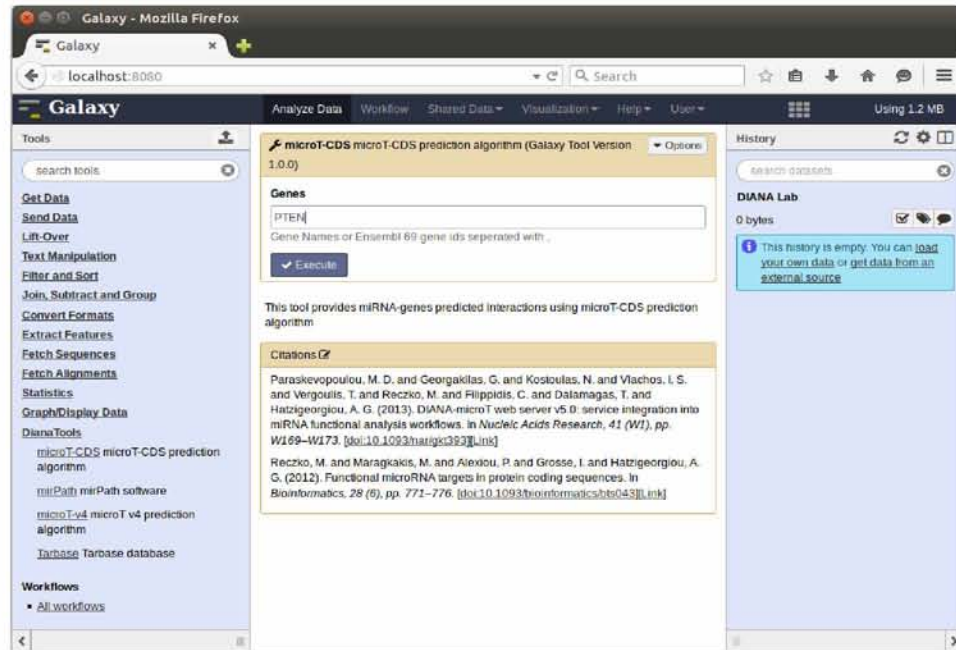 Galaxy - Mozilla Firefox
Galaxy
localhost:8080
Search
Galaxy
Analyze Data Workflow Shared Data Visualization Help User
Using 1.2 MB
Tools
search tools
Get Data
Send Data
Lift-Over
Text Manipulation
Filter and Sort
Join, Subtract and Group
Convert Formats
Extract Features
Fetch Sequences
Fetch Alignments
Statistics
Graph/Display Data
DianaTools
microT-CDS microT-CDS prediction
algorithm
mirPath mirPath software
microT-v4 microT v4 prediction
algorithm
Tarbase Tarbase database
Workflows
All workflows
microT-CDS microT-CDS prediction algorithm (Galaxy Tool Version
1.0.0)
Options
Genes
PTEN
Gene Names or Ensembl 69 gene ids seperated with ,
Execute
This tool provides miRNA-genes predicted interactions using microT-CDS prediction
algorithm
Citations
Paraskevopoulou, M. D. and Georgakilas, G. and Kostoulas, N. and Vlachos, I. S.
and Vergoulis, T. and Reczko, M. and Filippidis, C. and Dalamagas, T. and
Hatzigeorgiou, A. G. (2013). DIANA-microT web server v5.0: service integration into
miRNA functional analysis workflows. In Nucleic Acids Research, 41 (W1), pp.
W169–W173. [doi:10.1093/nar/gkt393][Link]
Reczko, M. and Maragkakis, M. and Alexiou, P. and Grosse, I. and Hatzigeorgiou, A.
G. (2012). Functional microRNA targets in protein coding sequences. In
Bioinformatics, 28 (6), pp. 771–776. [doi:10.1093/bioinformatics/bts043][Link]
History
search datasets
DIANA Lab
0 bytes
This history is empty. You can load
your own data or get data from an
external source